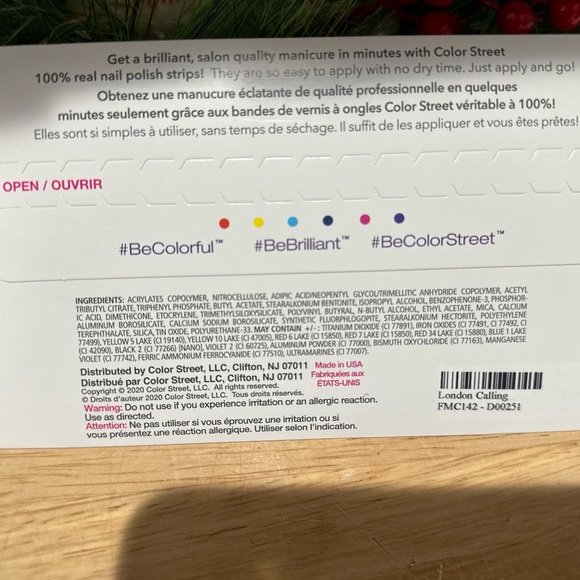 Get a brilliant, salon quality manicure in minutes with Color Street
100% real nail polish strips! They are so easy to apply with no dry time. Just apply and go!
Obtenez une manucure éclatante de qualité professionnelle en quelques
minutes seulement grâce aux bandes de vernis à ongles Color Street véritable à 100%!
Elles sont si simples à utiliser, sans temps de séchage. Il suffit de les appliquer et vous êtes prêtes!
OPEN / OUVRIR
#BeColorful™ #BeBrilliant™ #BeColorStreet™
INGREDIENTS: ACRYLATES COPOLYMER, NITROCELLULOSE, ADIPIC ACID/NEOPENTYL GLYCOL/TRIMELLITIC ANHYDRIDE COPOLYMER, ACETYL
TRIBUTYL CITRATE, TRIPHENYL PHOSPHATE, BUTYL ACETATE, STEARALKONIUM BENTONITE, ISOPROPYL ALCOHOL, BENZOPHENONE-3, PHOSPHOR-
IC ACID, DIMETHICONE, ETOCRYLENE, TRIMETHYLSILOXYSILICATE, POLYVINYL BUTYRAL, N-BUTYL ALCOHOL, ETHYL ACETATE, MICA, CALCIUM
ALUMINUM BOROSILICATE, CALCIUM SODIUM BOROSILICATE, SYNTHETIC FLUORPHLOGOPITE, STEARALKONIUM HECTORITE, POLYETHYLENE
TEREPHTHALATE, SILICA, TIN OXIDE, POLYURETHANE-33. MAY CONTAIN +/- : TITANIUM DIOXIDE (CI 77891), IRON OXIDES (CI 77491, CI 77492, CI
77499), YELLOW 5 LAKE (CI 19140), YELLOW 10 LAKE (CI 47005), RED 6 LAKE (CI 15850), RED 7 LAKE (CI 15850), RED 34 LAKE (CI 15880), BLUE 1 LAKE
(CI 42090), BLACK 2 (CI 77266) [NANO], VIOLET 2 (CI 60725), ALUMINUM POWDER (CI 77000), BISMUTH OXYCHLORIDE (CI 77163), MANGANESE
VIOLET (CI 77742), FERRIC AMMONIUM FERROCYANIDE (CI 77510), ULTRAMARINES (CI 77007).
Distributed by Color Street, LLC, Clifton, NJ 07011 Made in USA
Distribué par Color Street, LLC, Clifton, NJ 07011 Fabriquées aux
Copyright © 2020 Color Street, LLC. All rights reserved. ÉTATS-UNIS
© Droits d'auteur 2020 Color Street, LLC. Tous droits réservés.
Warning: Do not use if you experience irritation or an allergic reaction.
Use as directed.
Attention: Ne pas utiliser si vous éprouvez une irritation ou si
vous présentez une réaction allergique. Utiliser selon l'indication.
London Calling
FMC142 - D00251